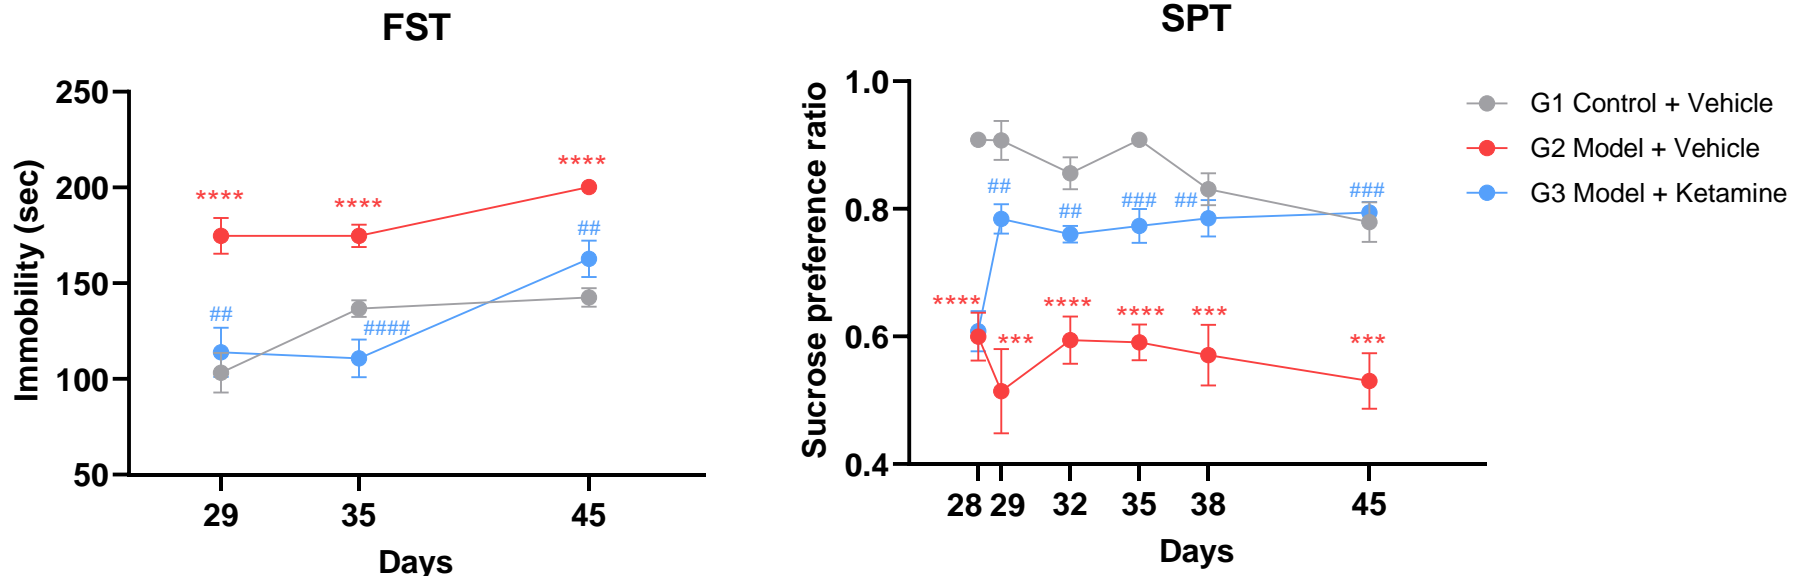 FST
250
200
150
100
50
Immobility (sec)
****
****
****
##
####
##
29 35 45
Days
SPT
1.0
0.8
0.6
0.4
Sucrose preference ratio
## ## ### ## ###
**** *** **** **** *** ***
28 29 32 35 38 45
Days
G1 Control + Vehicle
G2 Model + Vehicle
G3 Model + Ketamine